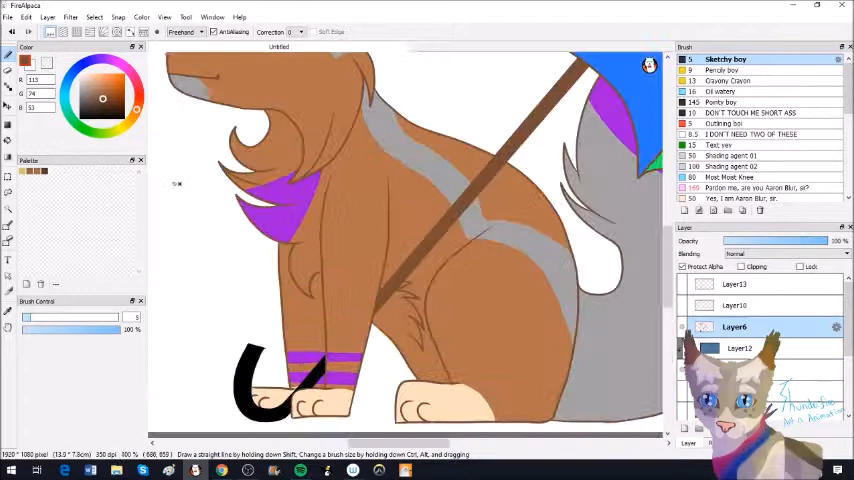 FireAlpaca
File Edit Layer Select Snap Color View Tool Window Help
Freehand AntiAliasing Correction 0 Soft Edge
Color
R 113
G 74
B 53
Palette
Brush Control
5
100 %
Untitled
Brush
5 Sketchy boy
9 Pencily boy
13 Crayony Crayon
16 Oil watery
145 Pointy boy
10 DON'T TOUCH ME SHORT ASS
5 Outlining boi
8.5 I DON'T NEED TWO OF THESE
15 Text yey
50 Shading agent 01
50 Shading agent 02
80 Most Most Knee
169 Pardon me, are you Aaron Blur, sir?
50 Yes, I am Aaron Blur, sir.
Layer
Opacity 100 %
Blending Normal
Protect Alpha Clipping Lock
Layer13
Layer10
Layer6
Layer12
Art & Animation
Layer
1920 * 1080 pixel (13.9 * 7.8cm) 350 dpi 100 % (686, 659) Draw a straight line by holding down Shift, Change a brush size by holding down Ctrl, Alt, and dragging